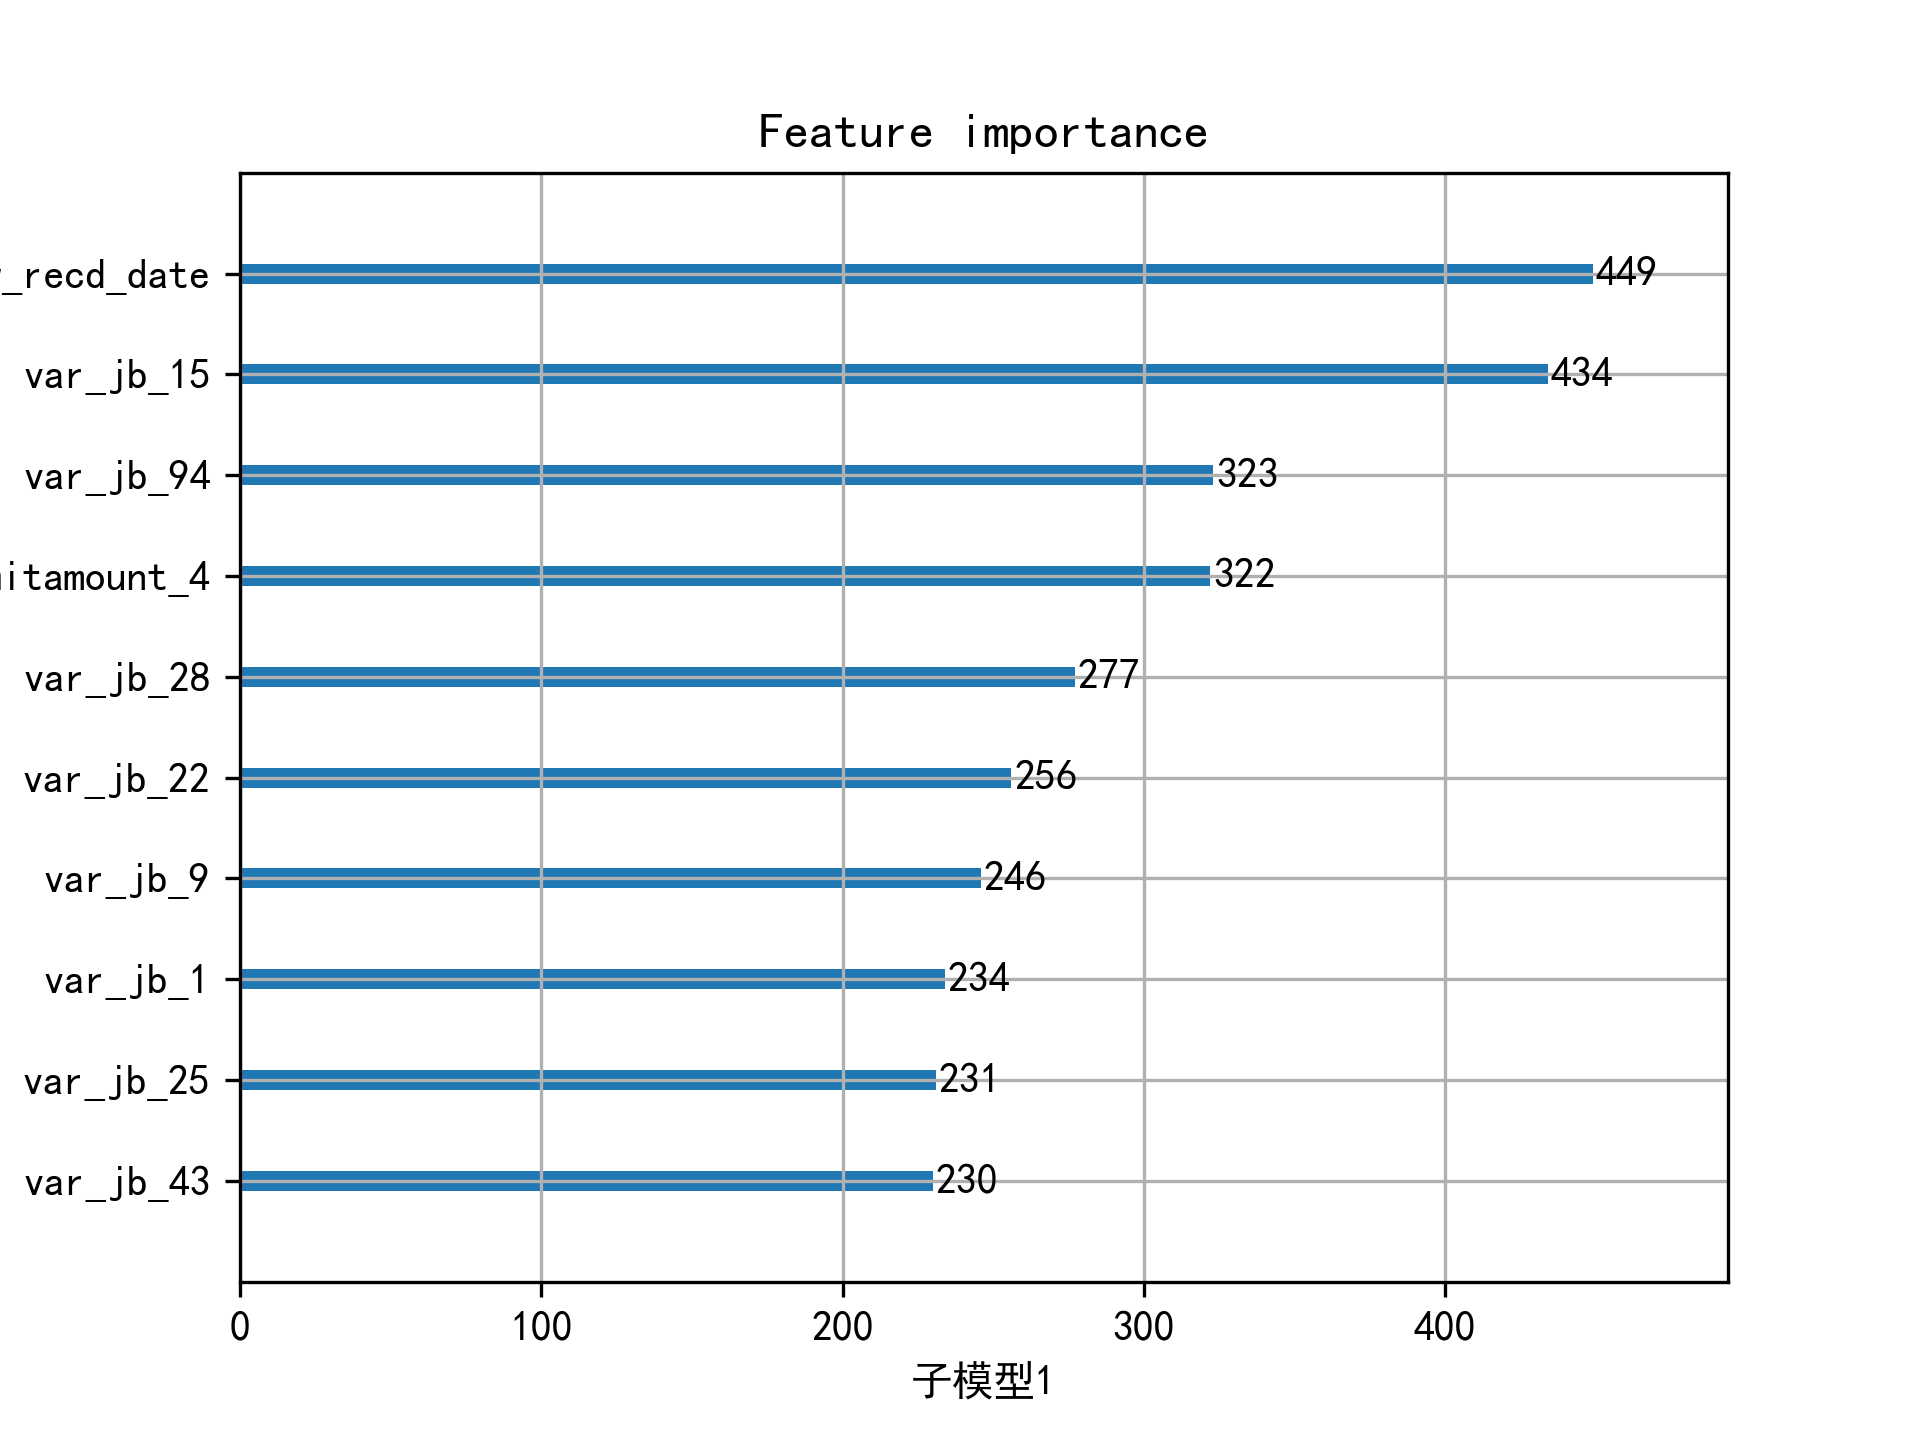 Feature importance
_recd_date 449
var_jb_15 434
var_jb_94 323
itamount_4 322
var_jb_28 277
var_jb_22 256
var_jb_9 246
var_jb_1 234
var_jb_25 231
var_jb_43 230
0 100 200 300 400
子模型1